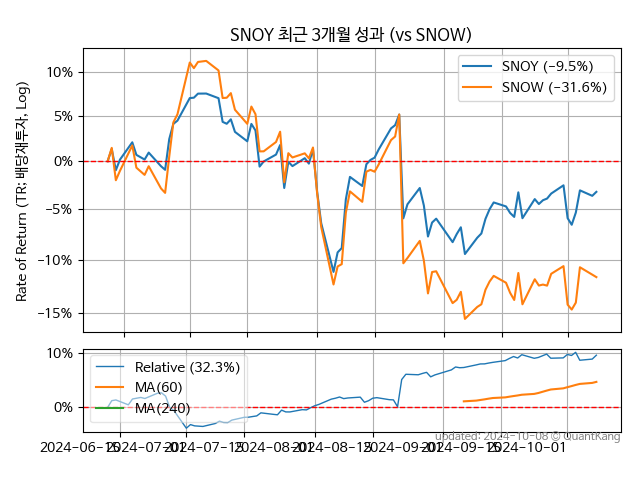 SNOY 최근 3개월 성과 (vs SNOW)
SNOY (−9.5%)
SNOW (−31.6%)
Rate of Return (TR: 배당재투자, Log)
10%
5%
0%
−5%
−10%
−15%
10%
0%
Relative (32.3%)
MA(60)
MA(240)
2024-06-15
2024-07-01
2024-07-15
2024-08-01
2024-08-15
2024-09-01
2024-09-15
2024-10-01
updated: 2024-10-08 © QuantKang